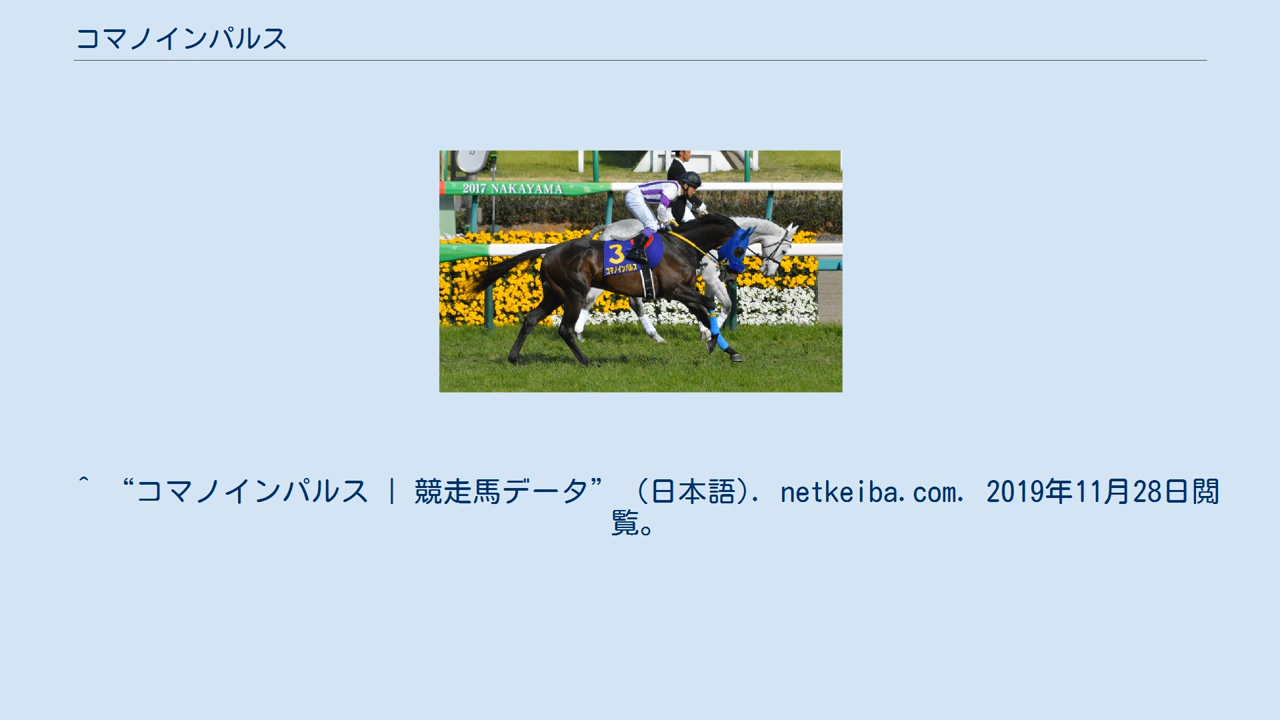 コマノインパルス
2017 NAKAYAMA
3
コマノインパルス
^ “コマノインパルス | 競走馬データ” (日本語). netkeiba.com. 2019年11月28日閲
覧。